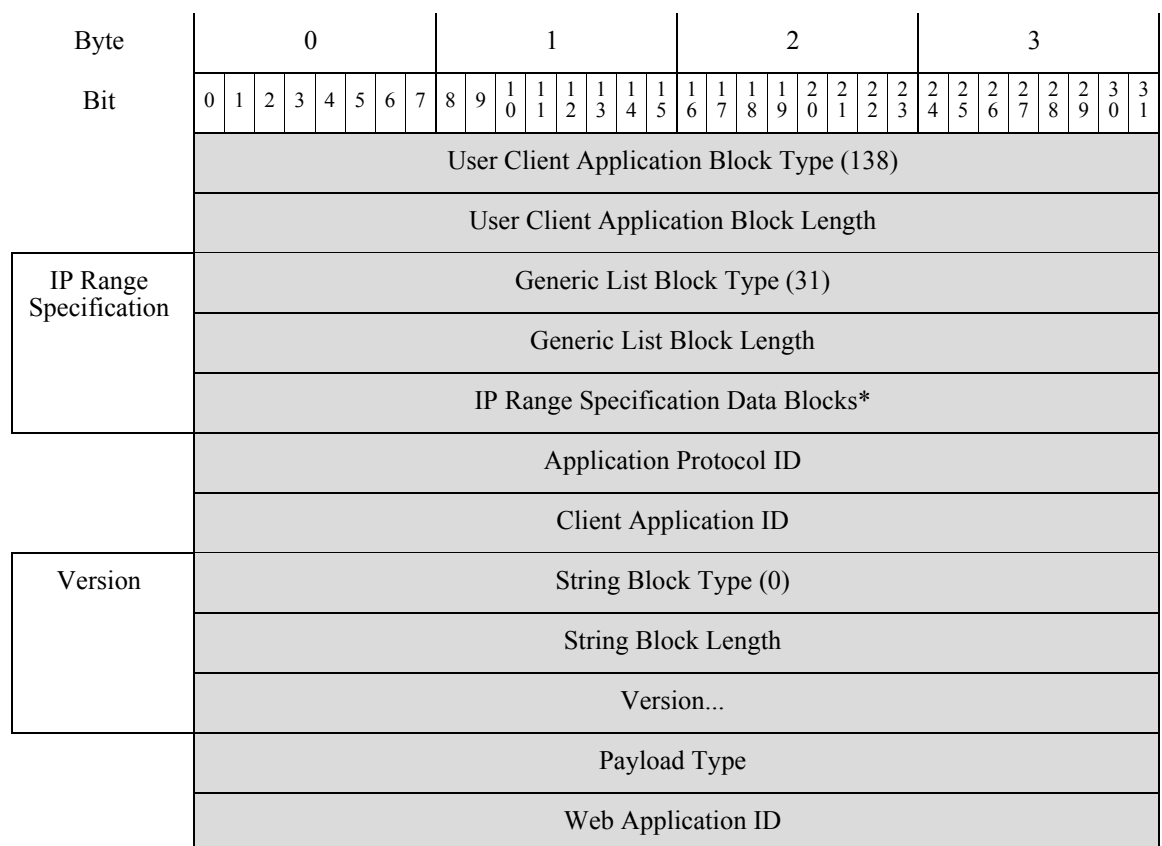 Byte 0 1 2 3
Bit 0 1 2 3 4 5 6 7 8 9 10 11 12 13 14 15 16 17 18 19 20 21 22 23 24 25 26 27 28 29 30 31
User Client Application Block Type (138)
User Client Application Block Length
IP Range
Specification
Generic List Block Type (31)
Generic List Block Length
IP Range Specification Data Blocks*
Application Protocol ID
Client Application ID
Version
String Block Type (0)
String Block Length
Version...
Payload Type
Web Application ID